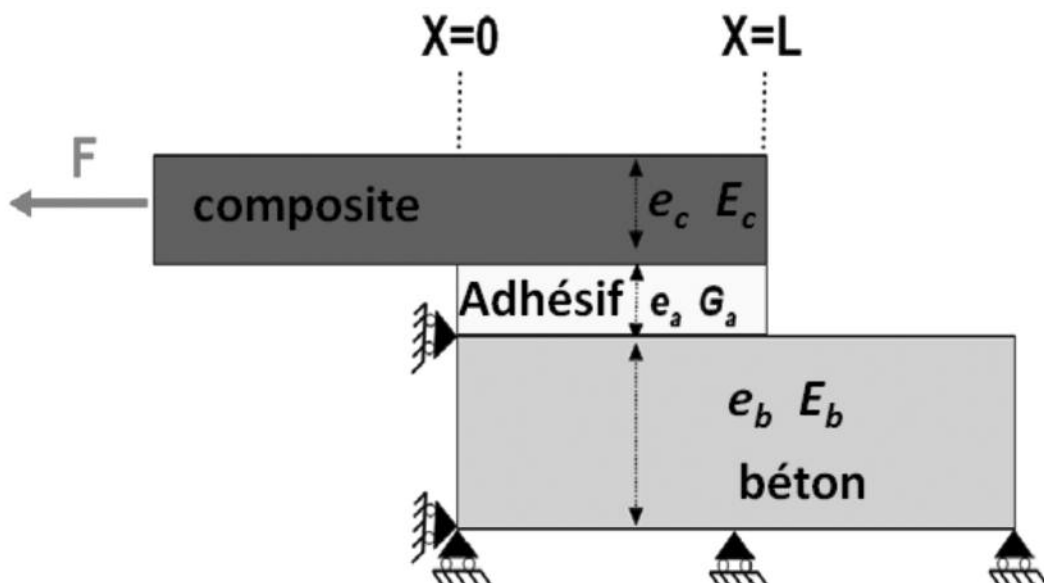 X=0 X=L
F
composite e_c E_c
Adhésif e_a G_a
e_b E_b
béton